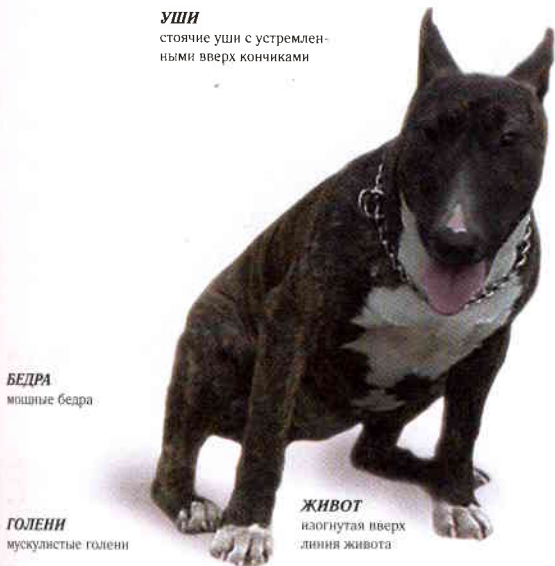 УШИ
стоячие уши с устремлен-
ными вверх кончиками
БЕДРА
мощные бедра
ГОЛЕНИ
мускулистые голени
ЖИВОТ
изогнутая вверх
линия живота